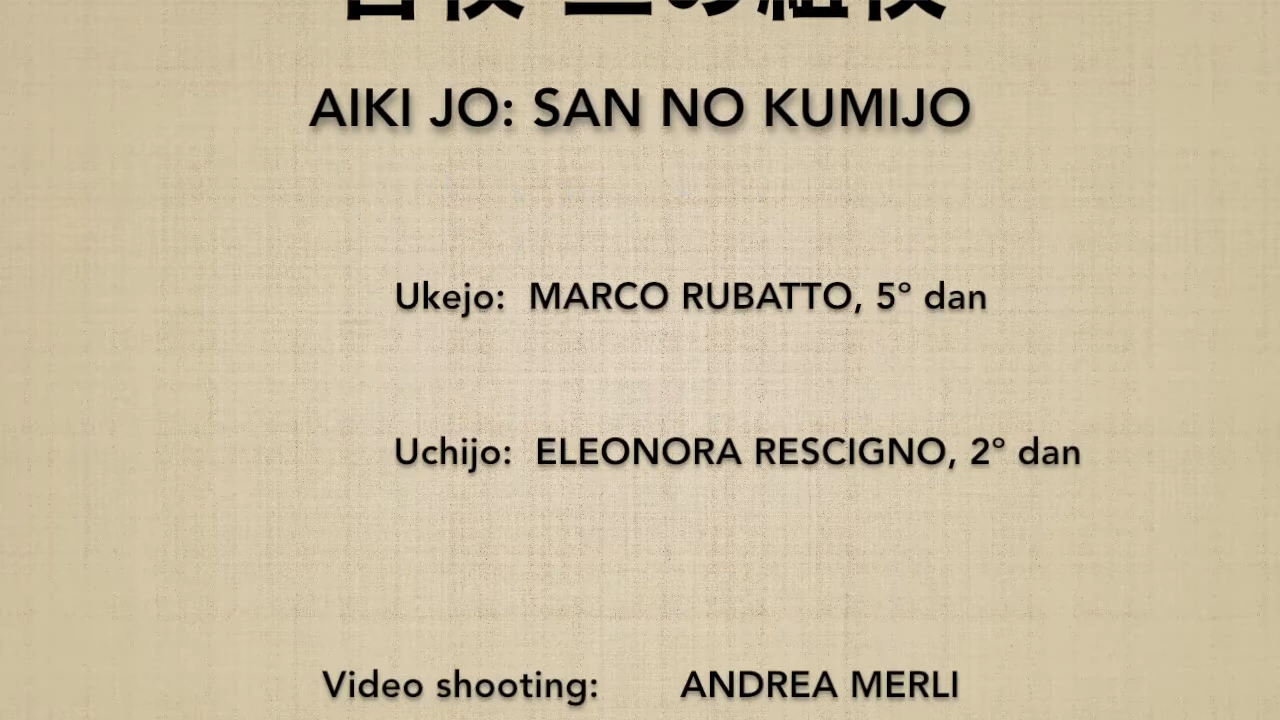 AIKI JO: SAN NO KUMIJO
Ukejo: MARCO RUBATTO, 5° dan
Uchijo: ELEONORA RESCIGNO, 2° dan
Video shooting: ANDREA MERLI